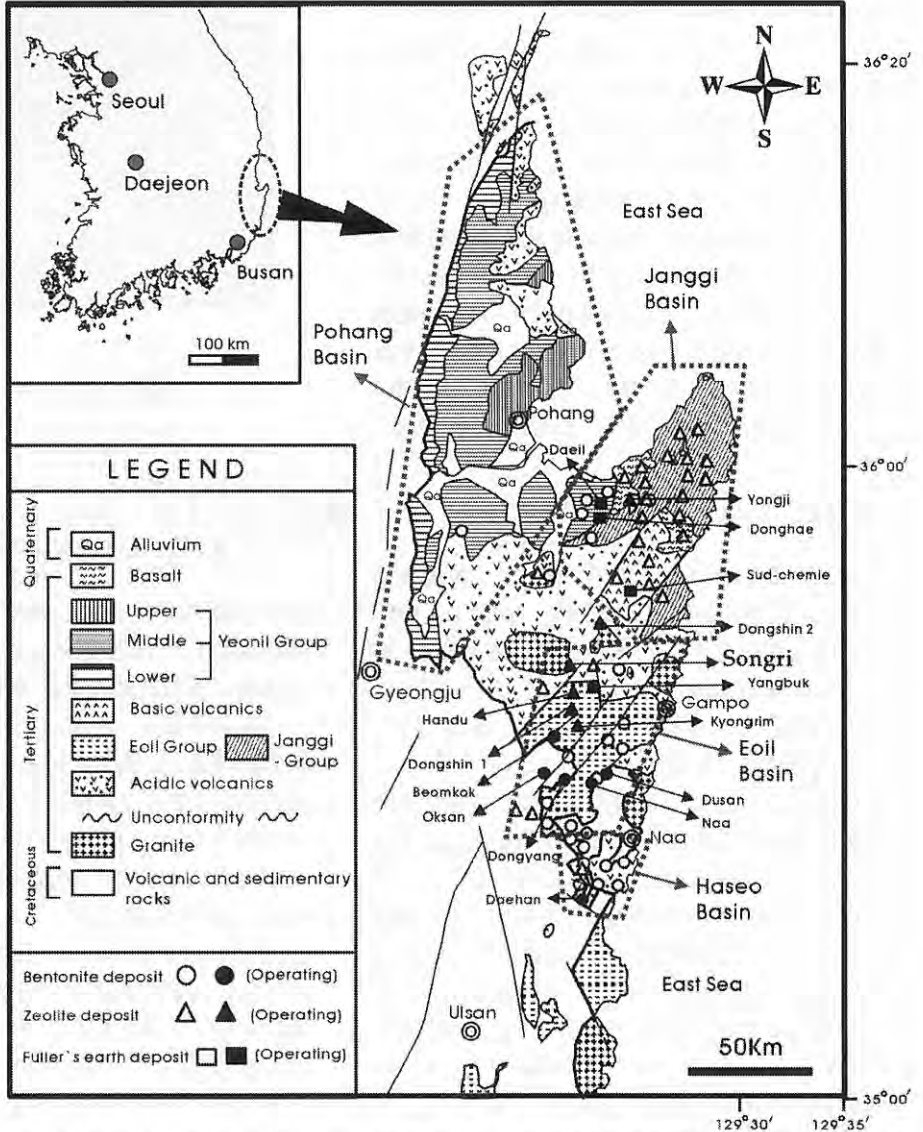 Seoul
Daejeon
Busan
100 km
N
W E
S
36°20′
East Sea
Janggi
Basin
Pohang
Basin
Qa
Pohang
Qa
Daeil
36°00′
Qa
Qa
Qa
Yongji
Donghae
Sud-chemie
Dongshin 2
Songri
Yangbuk
Gyeongju
Gampo
Handu
Kyongrim
Eoil
Basin
Dongshin 1
Beomkok
Oksan
Dusan
Naa
Naa
Dongyang
Haseo
Basin
Daehan
East Sea
Ulsan
50Km
35°00′
129°30′ 129°35′
LEGEND
Quaternary
Qa Alluvium
Basalt
Tertiary
Upper
Middle Yeonil Group
Lower
Basic volcanics
Eoil Group Janggi
- Group
Acidic volcanics
Unconformity
Granite
Cretaceous
Volcanic and sedimentary
rocks
Bentonite deposit (Operating)
Zeolite deposit (Operating)
Fuller`s earth deposit (Operating)